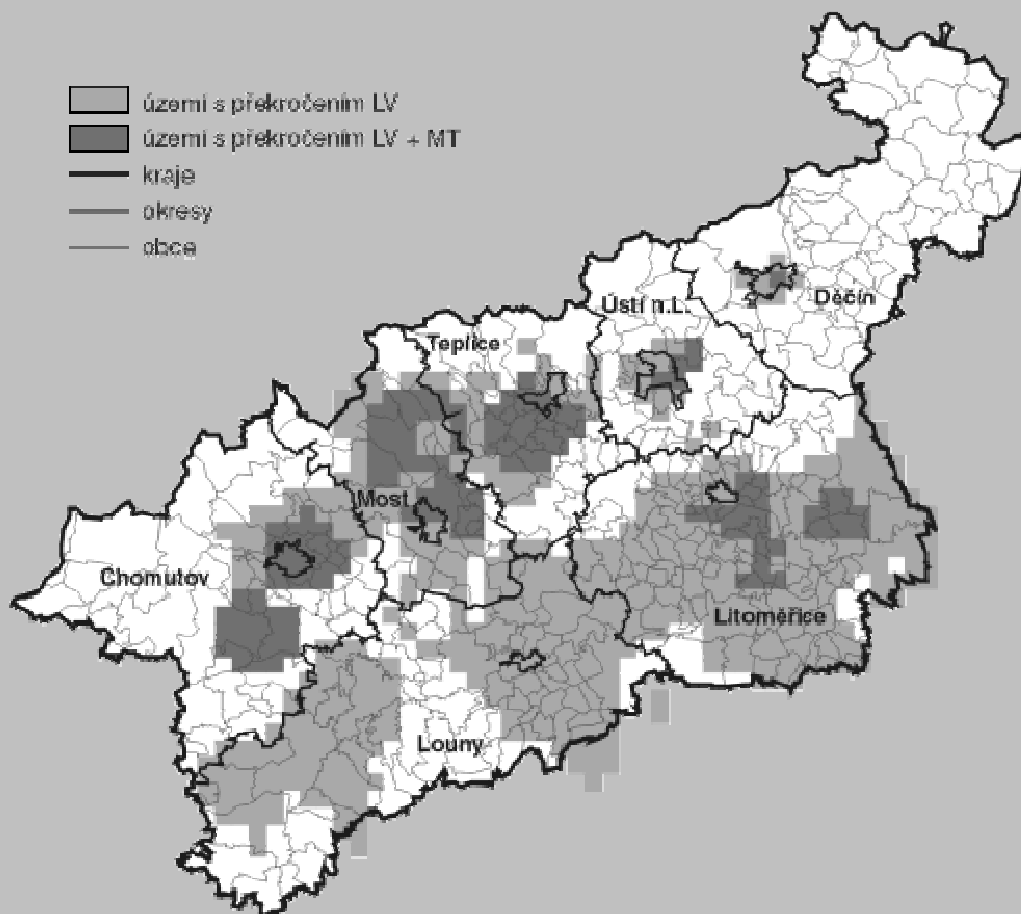 území s překročením LV
území s překročením LV + MT
kraje
okresy
obce
Děčín
Ústí n.L.
Teplice
Most
Chomutov
Litoměřice
Louny